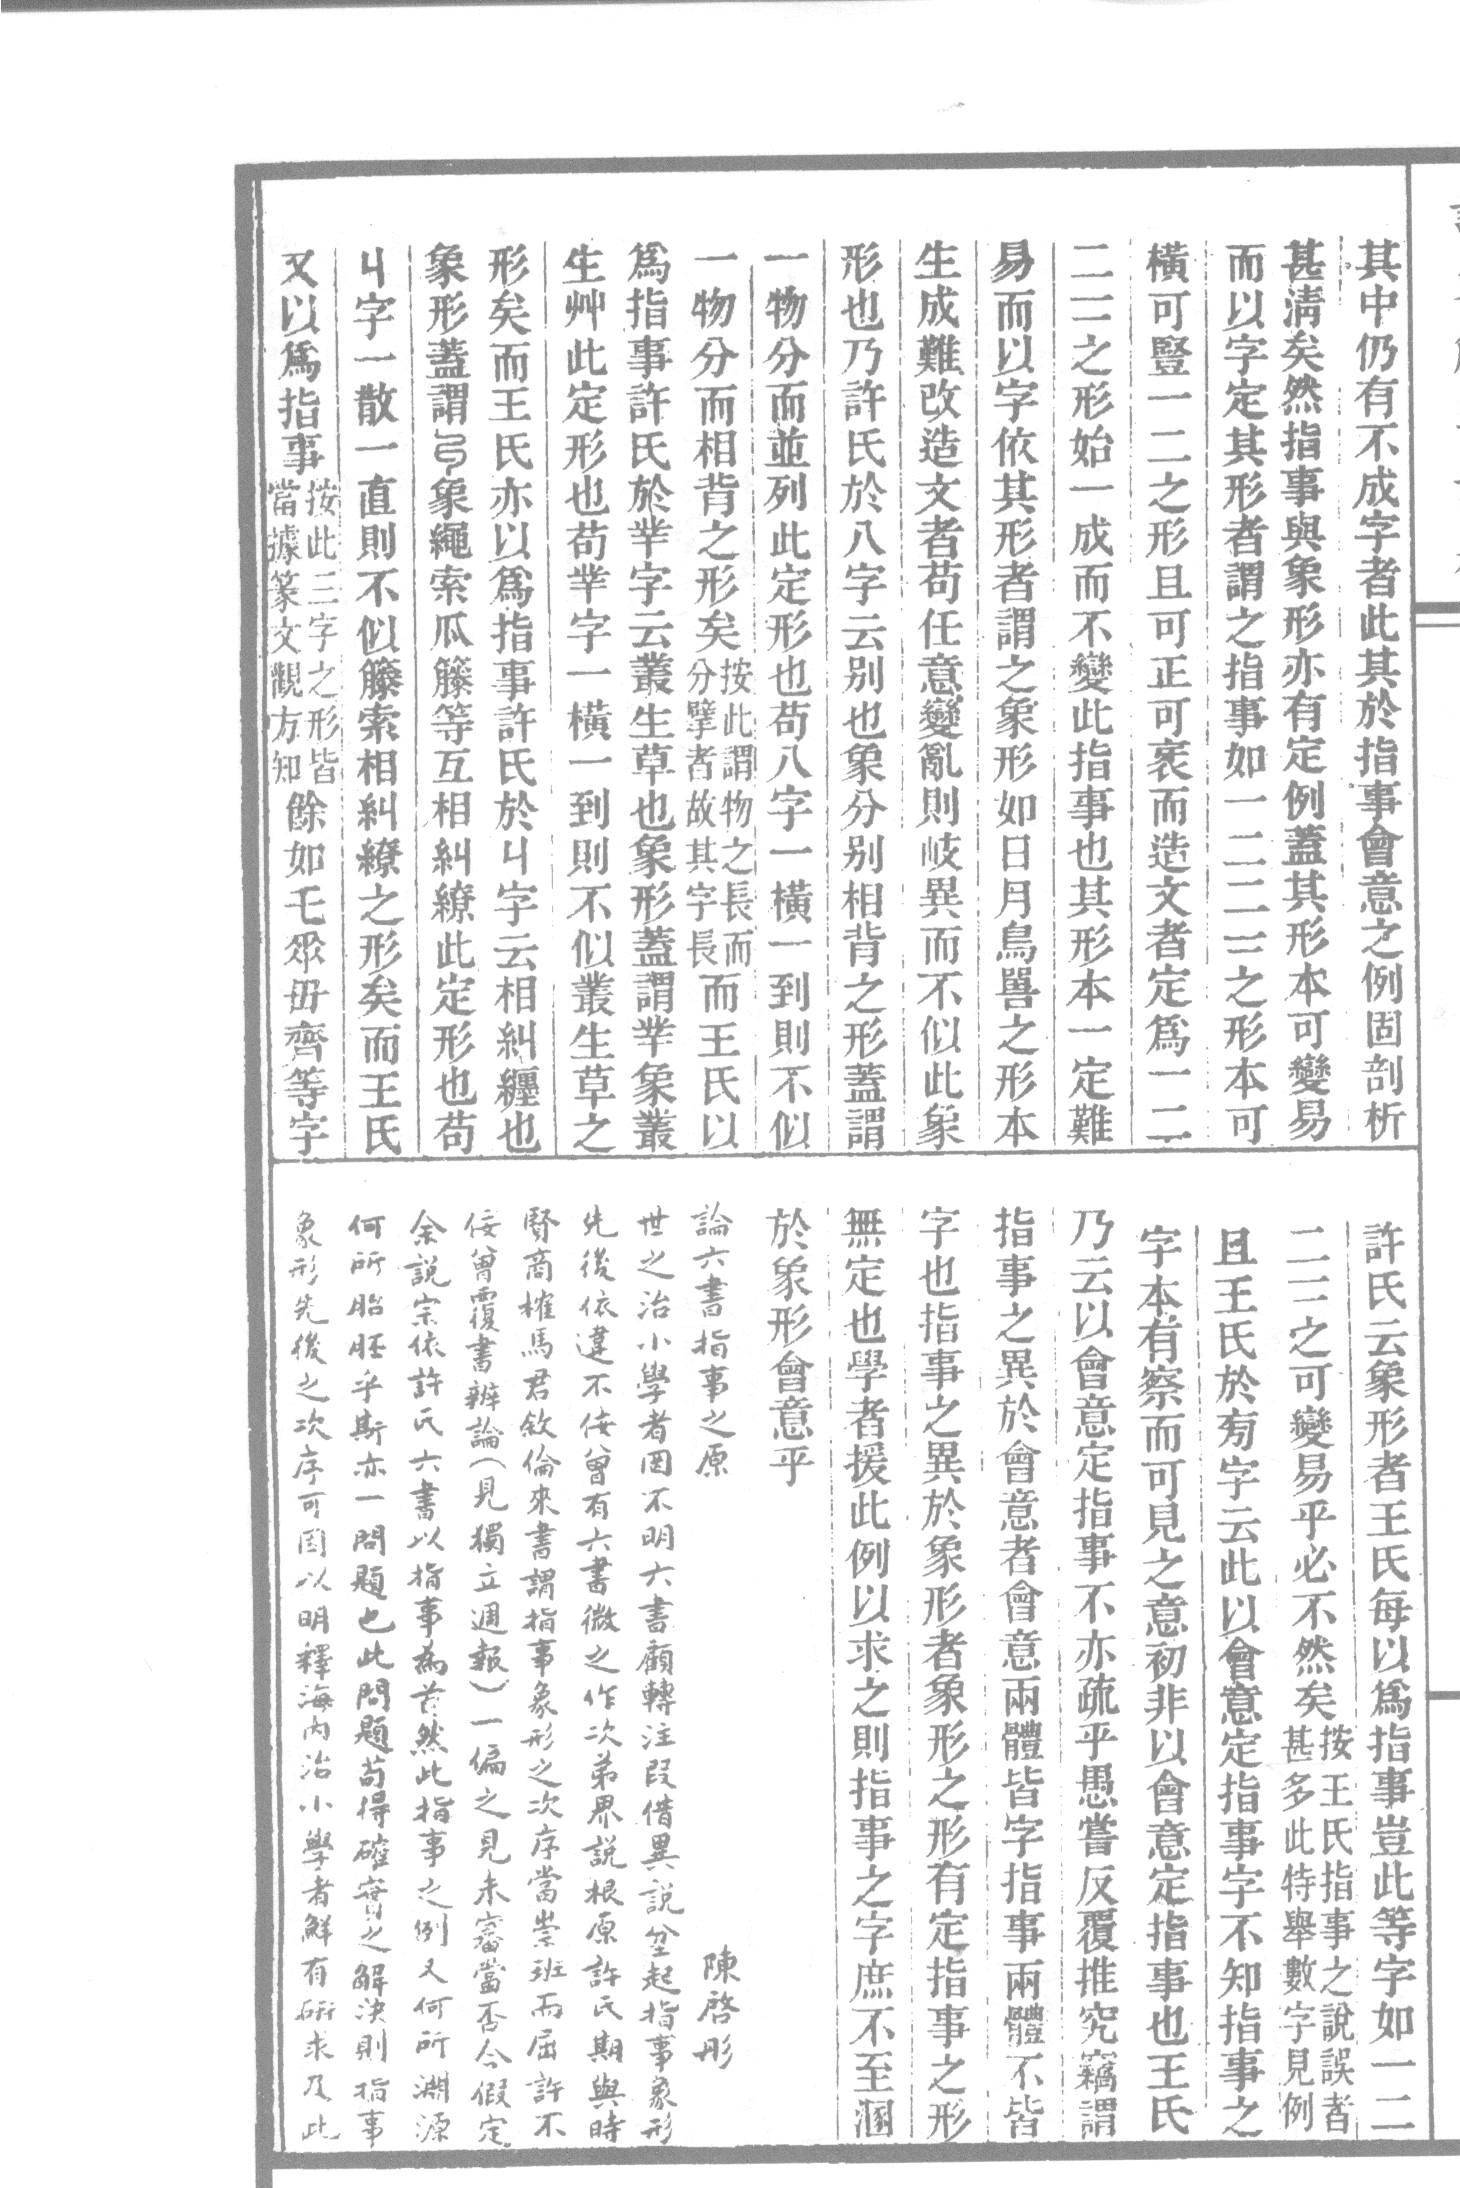 其中仍有不成字者此其於指事會意之例固剖析
甚淸矣然指事與象形亦有定例蓋其形本可變易
而以字定其形者謂之指事如一二三之形本可
橫可豎一二之形且可正可衺而造文者定爲一二
三之形始一成而不變此指事也其形本一定難
易而以字依其形者謂之象形如日月鳥嘼之形本
生成難改造文者苟任意變亂則岐異而不似此象
形也乃許氏於八字云别也象分别相背之形蓋謂
一物分而並列此定形也苟八字一橫一到則不似
一物分而相背之形矣按此謂物之長而分擘者故其字長而王氏以
爲指事許氏於丵字云叢生草也象形蓋謂丵象叢
生艸此定形也苟丵字一橫一到則不似叢生草之
形矣而王氏亦以爲指事許氏於丩字云相糾纏也
象形蓋謂象繩索瓜籐等互相糾繚此定形也苟
丩字一散一直則不似籐索相糾繚之形矣而王氏
又以爲指事按此三字之形皆當據篆文觀方知餘如乇𠂹毌齊等字
許氏云象形者王氏每以爲指事豈此等字如一二
三之可變易乎必不然矣按王氏指事之說誤者甚多此特舉數字見例
且王氏於㫄字云此以會意定指事字不知指事之
字本有察而可見之意初非以會意定指事也王氏
乃云以會意定指事不亦疏乎愚嘗反覆推究竊謂
指事之異於會意者會意兩體皆字指事兩體不皆
字也指事之異於象形者象形之形有定指事之形
無定也學者援此例以求之則指事之字庶不至溷
於象形會意乎
論六書指事之原
陳啓彤
世之治小學者罔不明六書顧轉注叚借異說坌起指事象形
先後依違不佞曾有六書微之作次弟界說根原許氏期與時
賢商榷馬君敘倫來書謂指事象形之次序當崇班而屈許不
佞曾覆書辨論(見獨立週報)一偏之見未審當否今假定
余說宗依許氏六書以指事為首然此指事之例又何所淵源
何所胎胚乎斯亦一問題也此問題苟得確實之解決則指事
象形先後之次序可因以明釋海內治小學者鮮有研求及此